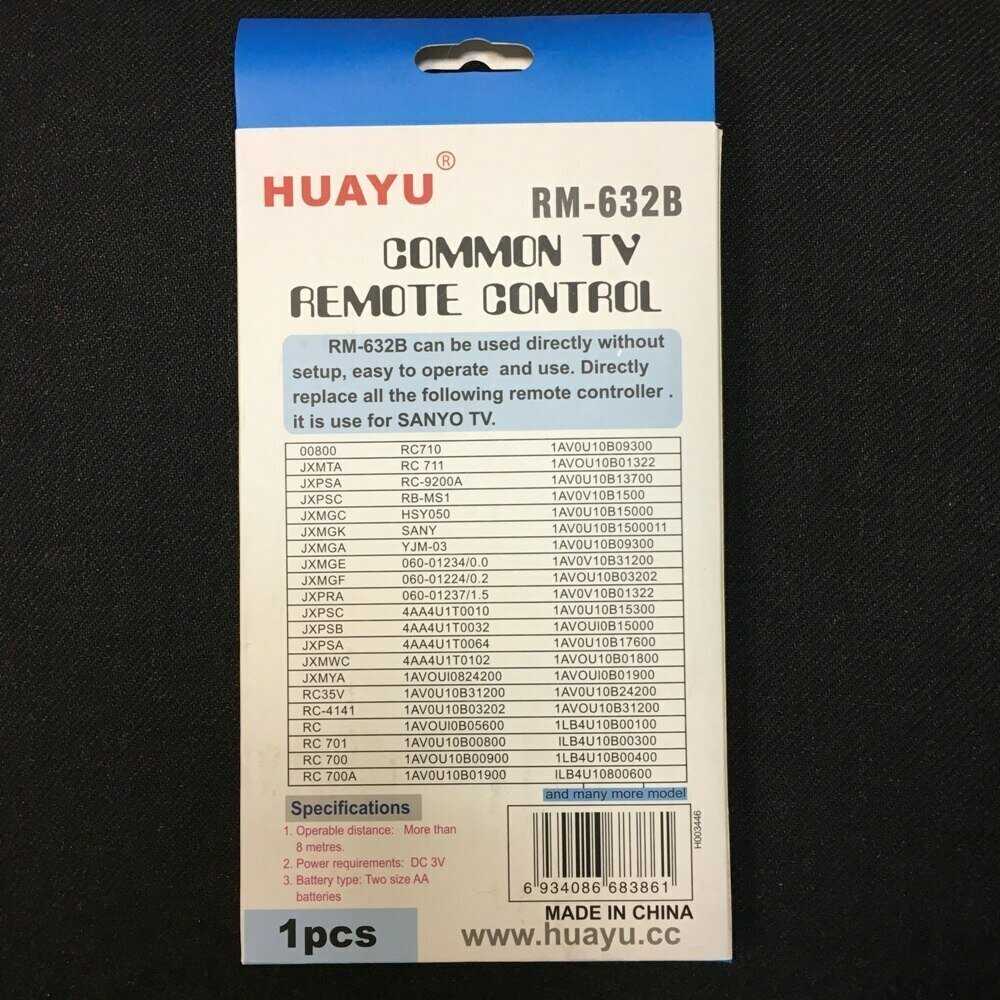 HUAYU®
RM-632B
COMMON TV
REMOTE CONTROL
RM-632B can be used directly without
setup, easy to operate and use. Directly
replace all the following remote controller .
it is use for SANYO TV.
00800 RC710 1AV0U10B09300
JXMTA RC 711 1AVOU10B01322
JXPSA RC-9200A 1AV0U10B13700
JXPSC RB-MS1 1AV0V10B1500
JXMGC HSY050 1AV0U10B15000
JXMGK SANY 1AV0U10B1500011
JXMGA YJM-03 1AV0U10B09300
JXMGE 060-01234/0.0 1AV0V10B31200
JXMGF 060-01224/0.2 1AVOU10B03202
JXPRA 060-01237/1.5 1AV0V10B01322
JXPSC 4AA4U1T0010 1AV0U10B15300
JXPSB 4AA4U1T0032 1AVOUI0B15000
JXPSA 4AA4U1T0064 1AV0U10B17600
JXMWC 4AA4U1T0102 1AVOU10B01800
JXMYA 1AVOUI0824200 1AVOUI0B01900
RC35V 1AV0U10B31200 1AV0U10B24200
RC-4141 1AV0U10B03202 1AVOU10B31200
RC 1AVOUI0B05600 1LB4U10B00100
RC 701 1AV0U10B00800 ILB4U10B00300
RC 700 1AVOU10B00900 1LB4U10B00400
RC 700A 1AV0U10B01900 ILB4U10800600
and many more model
Specifications
1. Operable distance: More than
8 metres.
2. Power requirements: DC 3V
3. Battery type: Two size AA
batteries
H003446
6 934086 683861
1pcs
MADE IN CHINA
www.huayu.cc